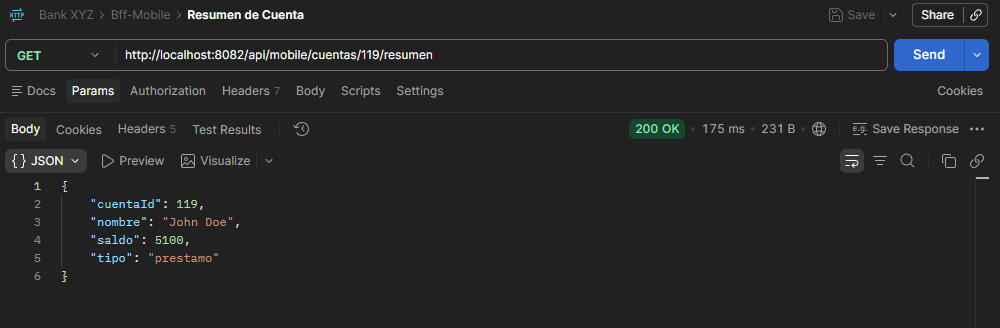 HTTP Bank XYZ > Bff-Mobile > Resumen de Cuenta Save Share
GET http://localhost:8082/api/mobile/cuentas/119/resumen Send
Docs Params Authorization Headers 7 Body Scripts Settings Cookies
Body Cookies Headers 5 Test Results 200 OK • 175 ms • 231 B • e.g. Save Response •••
{} JSON Preview Visualize
1 {
2 "cuentaId": 119,
3 "nombre": "John Doe",
4 "saldo": 5100,
5 "tipo": "prestamo"
6 }